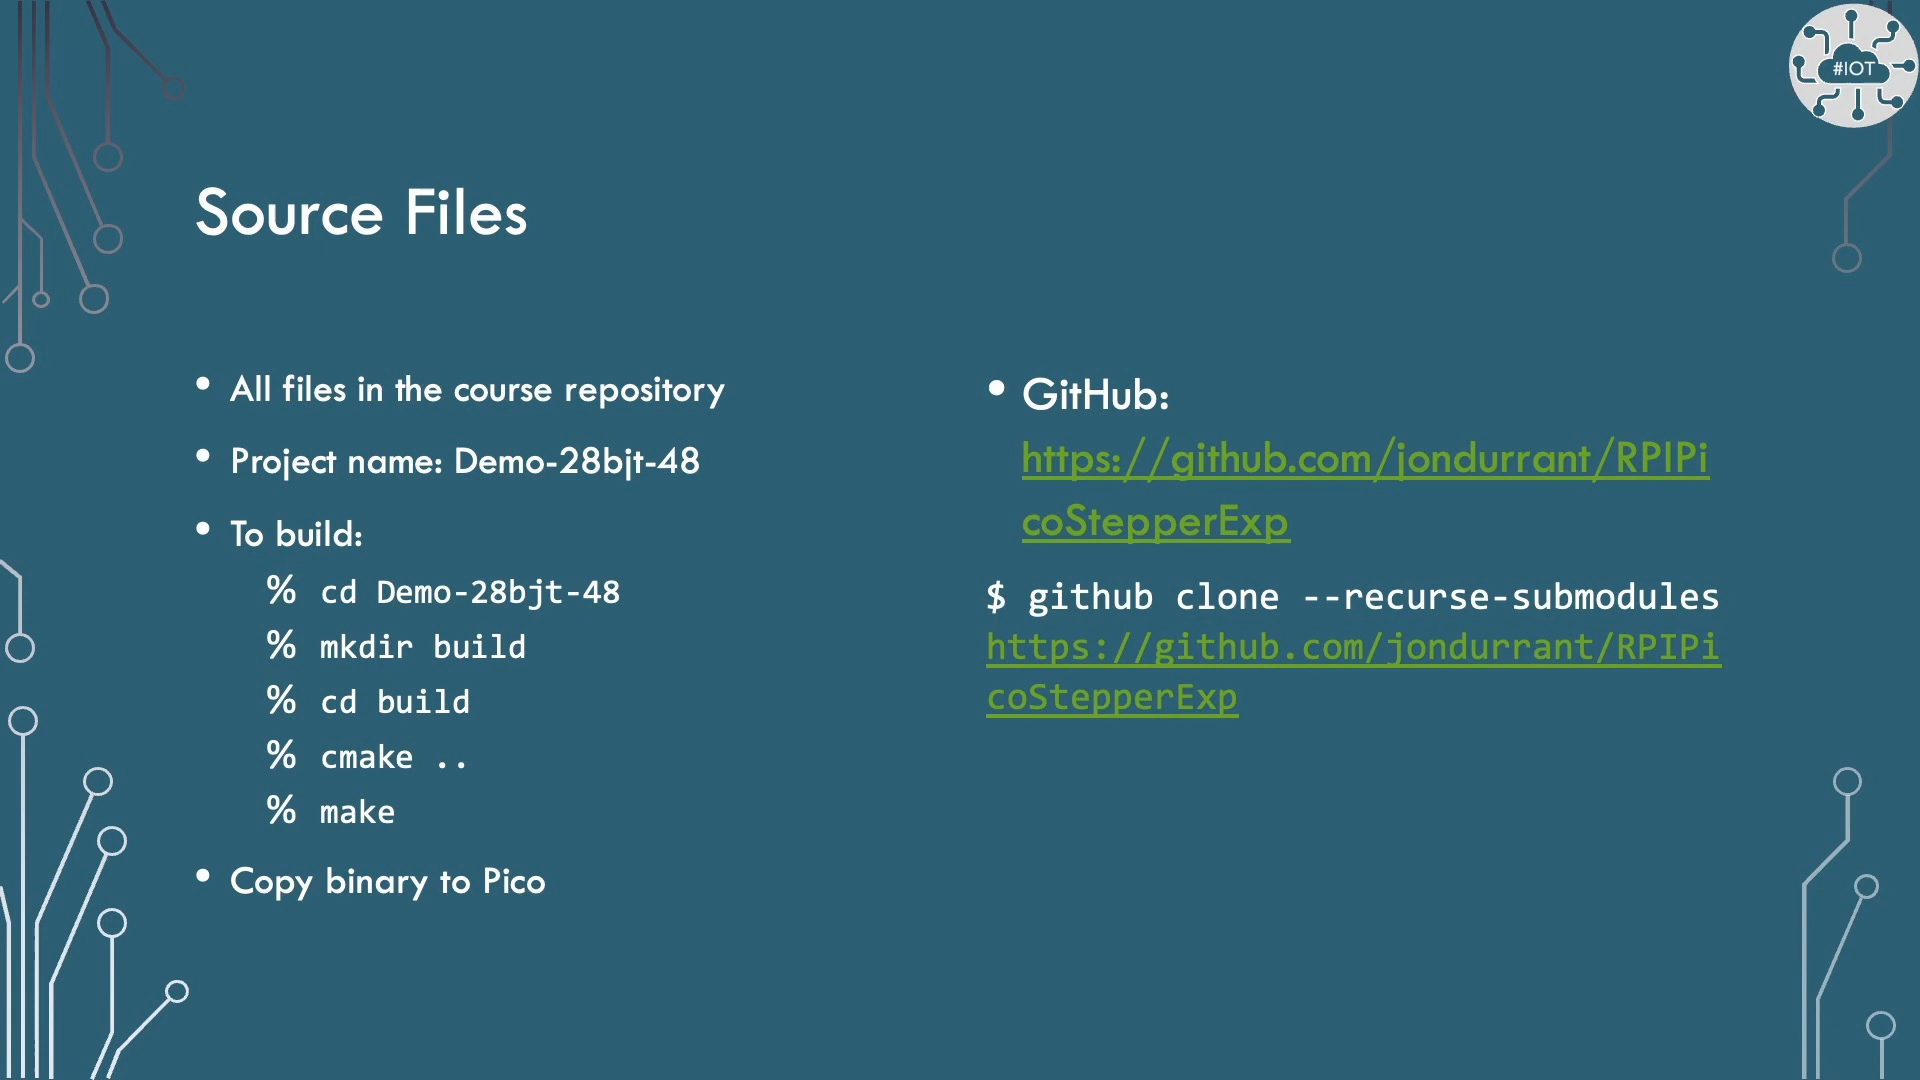 #IOT
Source Files
• All files in the course repository
• Project name: Demo-28bjt-48
• To build:
% cd Demo-28bjt-48
% mkdir build
% cd build
% cmake ..
% make
• Copy binary to Pico
• GitHub:
https://github.com/jondurrant/RPIPi
coStepperExp
$ github clone --recurse-submodules
https://github.com/jondurrant/RPIPi
coStepperExp